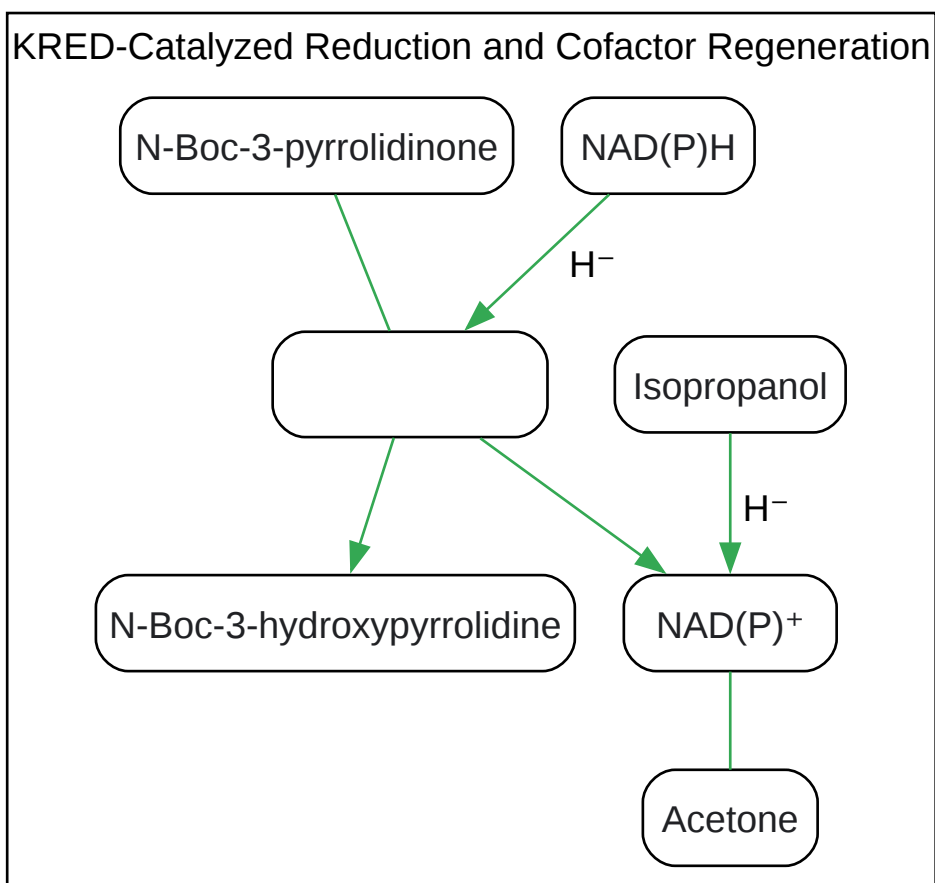 KRED-Catalyzed Reduction and Cofactor Regeneration
N-Boc-3-pyrrolidinone
NAD(P)H
H⁻
Isopropanol
H⁻
N-Boc-3-hydroxypyrrolidine
NAD(P)⁺
Acetone